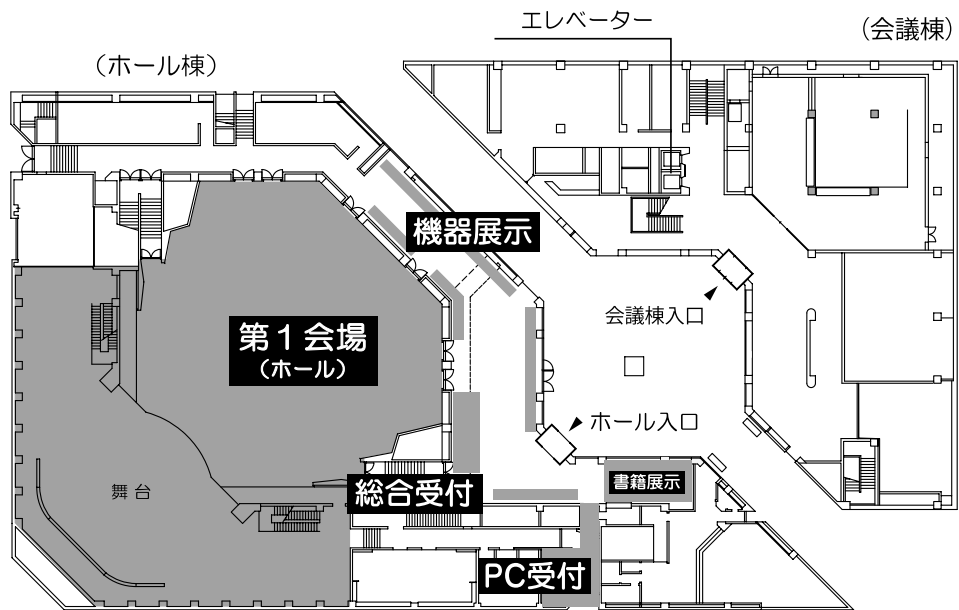 エレベーター
（会議棟）
（ホール棟）
機器展示
会議棟入口
第１会場
（ホール）
ホール入口
書籍展示
総合受付
舞台
PC受付